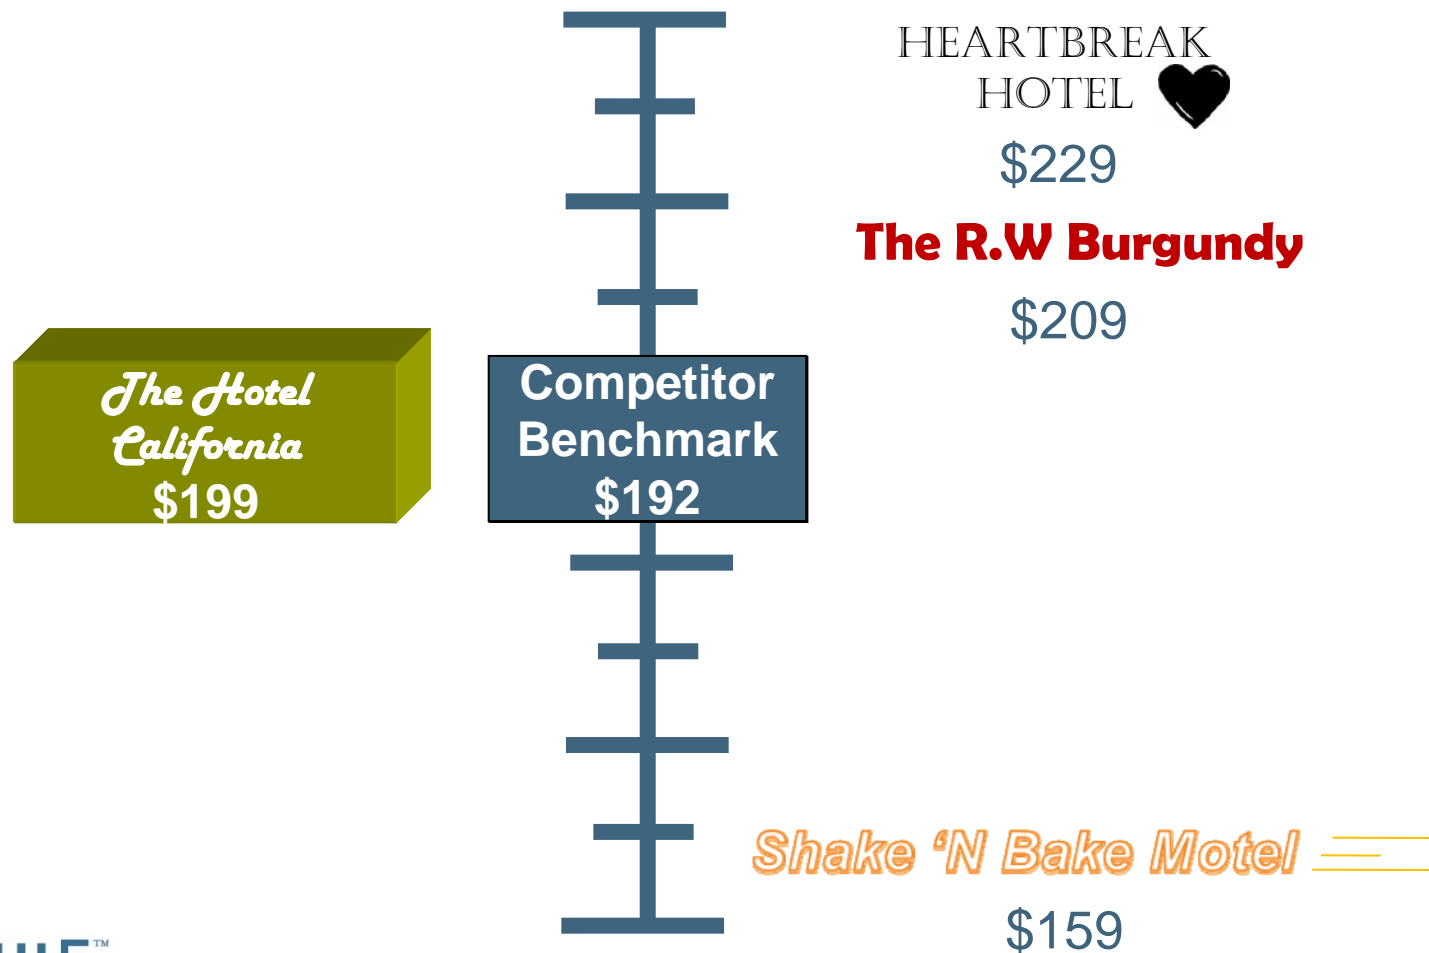 HEARTBREAK
HOTEL
$229
The R.W Burgundy
$209
The Hotel
California
$199
Competitor
Benchmark
$192
Shake ‘N Bake Motel
$159